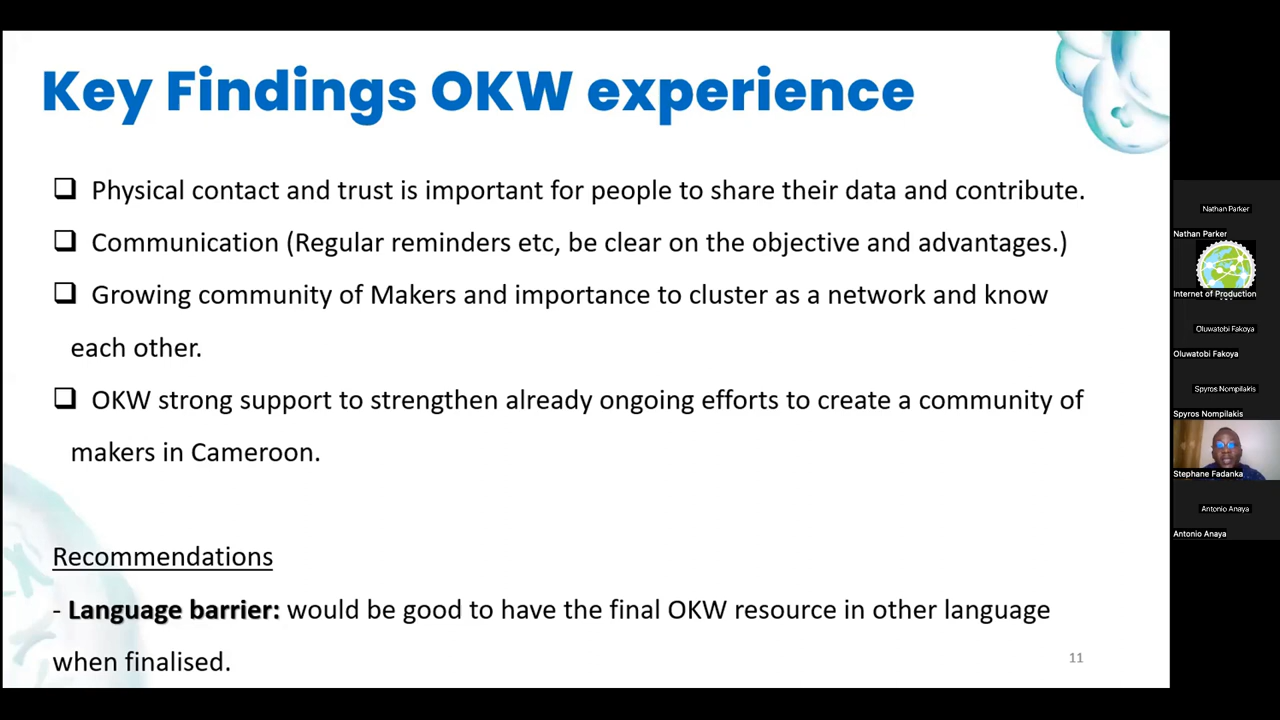 Key Findings OKW experience
❑ Physical contact and trust is important for people to share their data and contribute.
❑ Communication (Regular reminders etc, be clear on the objective and advantages.)
❑ Growing community of Makers and importance to cluster as a network and know
each other.
❑ OKW strong support to strengthen already ongoing efforts to create a community of
makers in Cameroon.
Recommendations
- Language barrier: would be good to have the final OKW resource in other language
when finalised.
11
Nathan Parker
Nathan Parker
Internet of Production
Oluwatobi Fakoya
Oluwatobi Fakoya
Spyros Nompilakis
Spyros Nompilakis
Stephane Fadanka
Antonio Anaya
Antonio Anaya